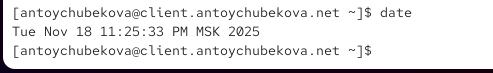 [antoychubekova@client.antoychubekova.net ~]$ date
Tue Nov 18 11:25:33 PM MSK 2025
[antoychubekova@client.antoychubekova.net ~]$